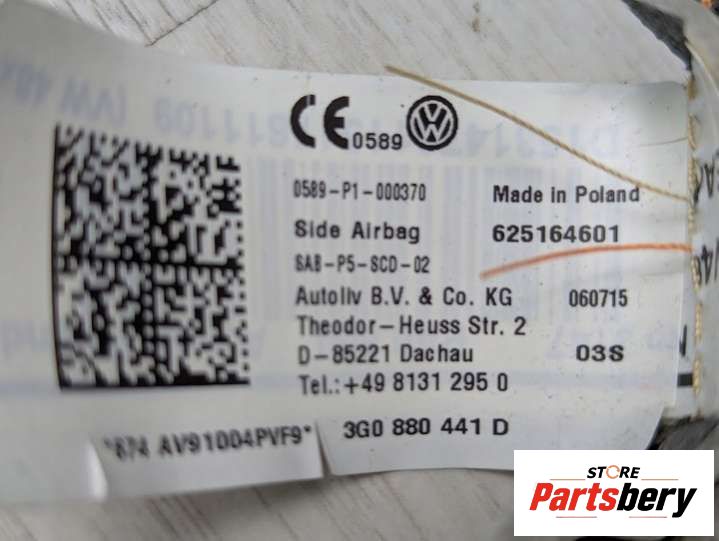 CE 0589
0589-P1-000370
Made in Poland
Side Airbag
625164601
SAB-P5-SCD-02
Autoliv B.V. & Co. KG
060715
Theodor-Heuss Str. 2
D-85221 Dachau
03S
Tel.:+49 8131 295 0
*674 AV91004PVF9*
3G0 880 441 D
STORE
Partsbery